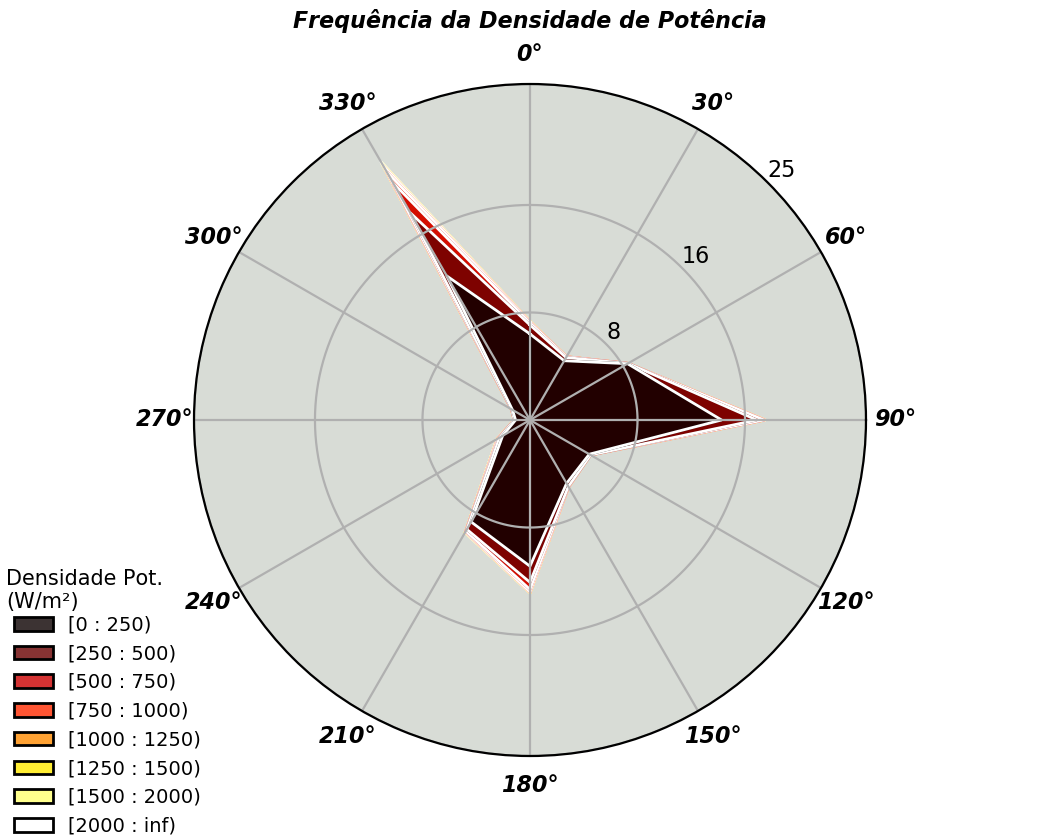 Frequência da Densidade de Potência
0°
330°
30°
25
300°
60°
16
8
270°
90°
Densidade Pot.
(W/m²)
240°
120°
[0 : 250)
[250 : 500)
[500 : 750)
[750 : 1000)
210°
150°
[1000 : 1250)
[1250 : 1500)
180°
[1500 : 2000)
[2000 : inf)